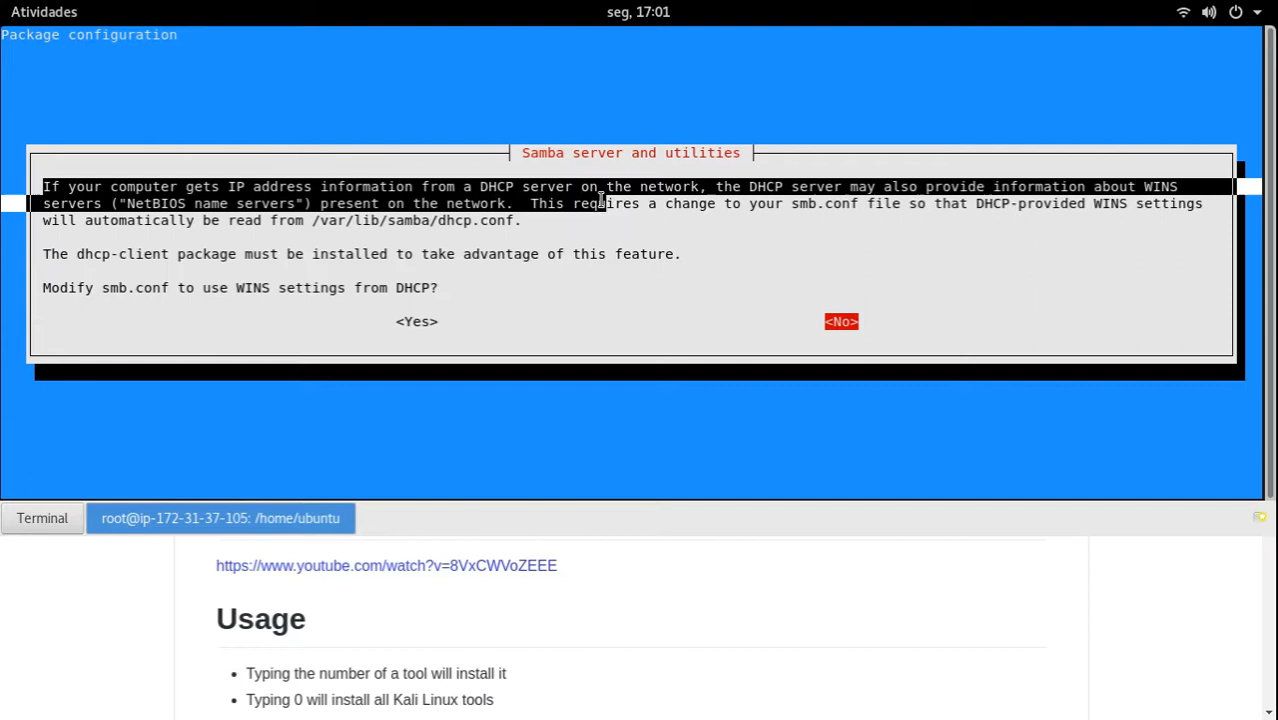 Atividades
seg, 17:01
Package configuration
Samba server and utilities
If your computer gets IP address information from a DHCP server on the network, the DHCP server may also provide information about WINS
servers ("NetBIOS name servers") present on the network.  This requires a change to your smb.conf file so that DHCP-provided WINS settings
will automatically be read from /var/lib/samba/dhcp.conf.
The dhcp-client package must be installed to take advantage of this feature.
Modify smb.conf to use WINS settings from DHCP?
<Yes>
<No>
Terminal
root@ip-172-31-37-105: /home/ubuntu
https://www.youtube.com/watch?v=8VxCWVoZEEE
Usage
• Typing the number of a tool will install it
• Typing 0 will install all Kali Linux tools